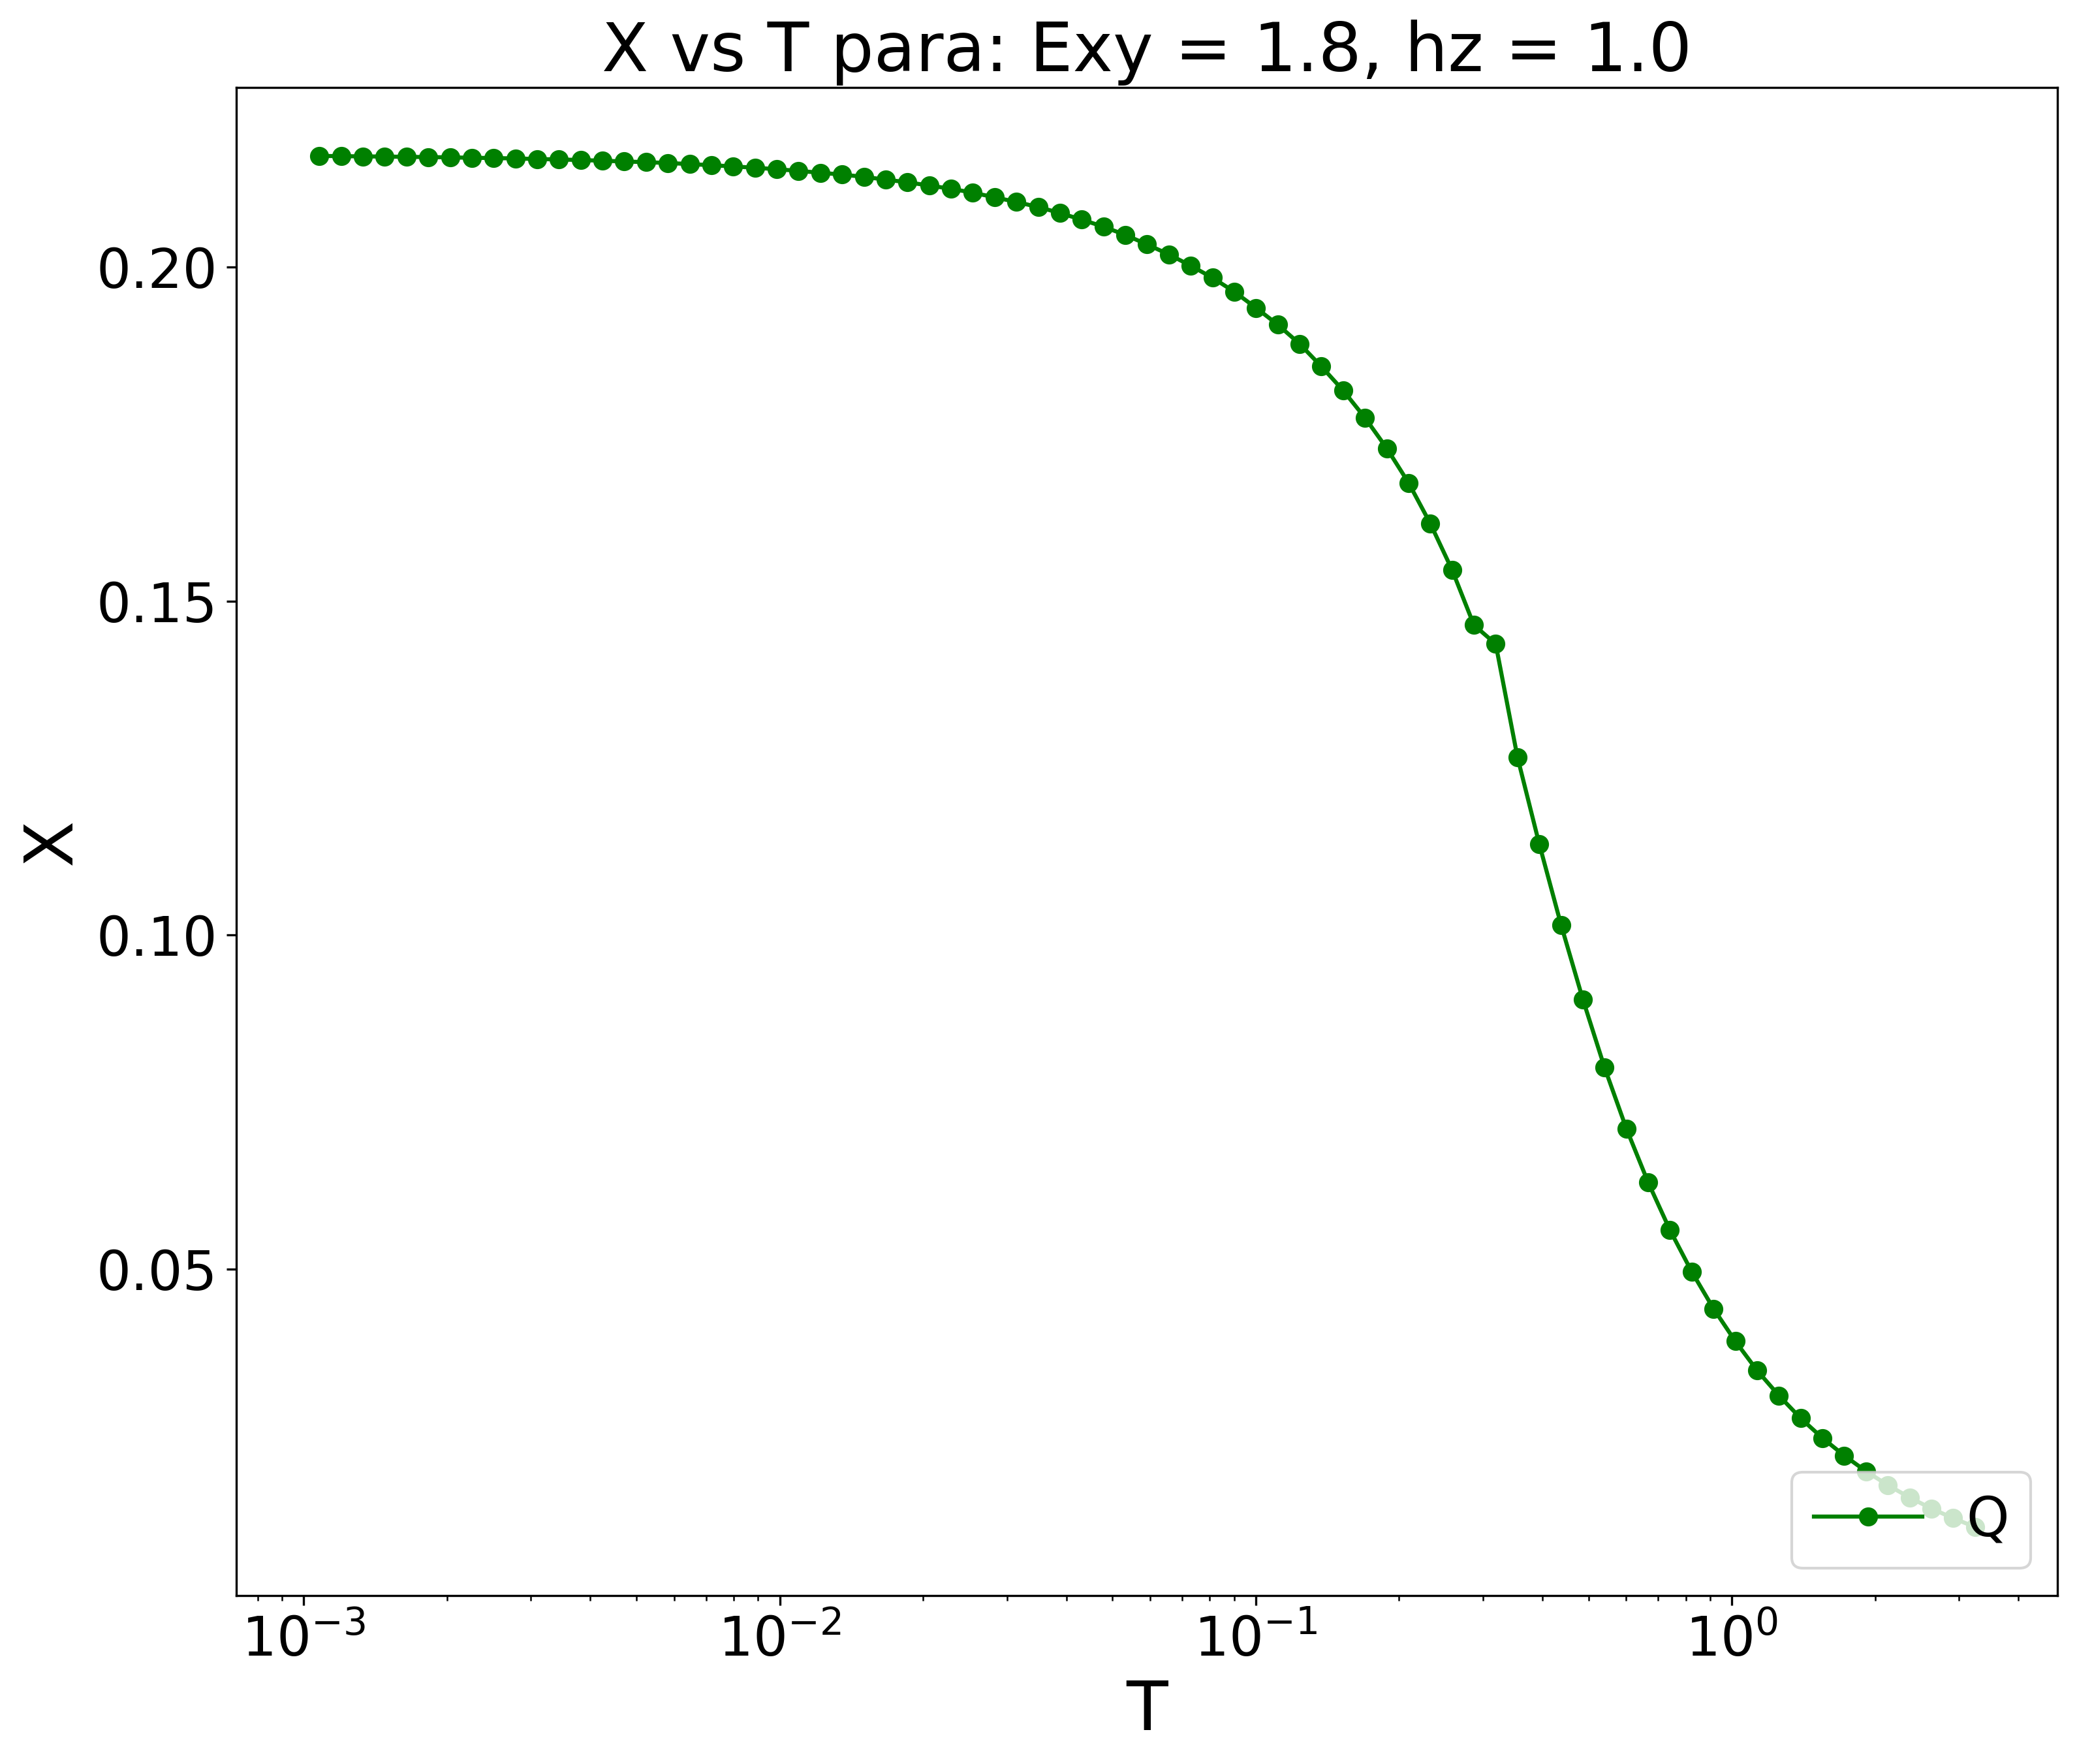 X vs T para: Exy = 1.8, hz = 1.0
X
0.20
0.15
0.10
0.05
10⁻³ 10⁻² 10⁻¹ 10⁰
T
Q